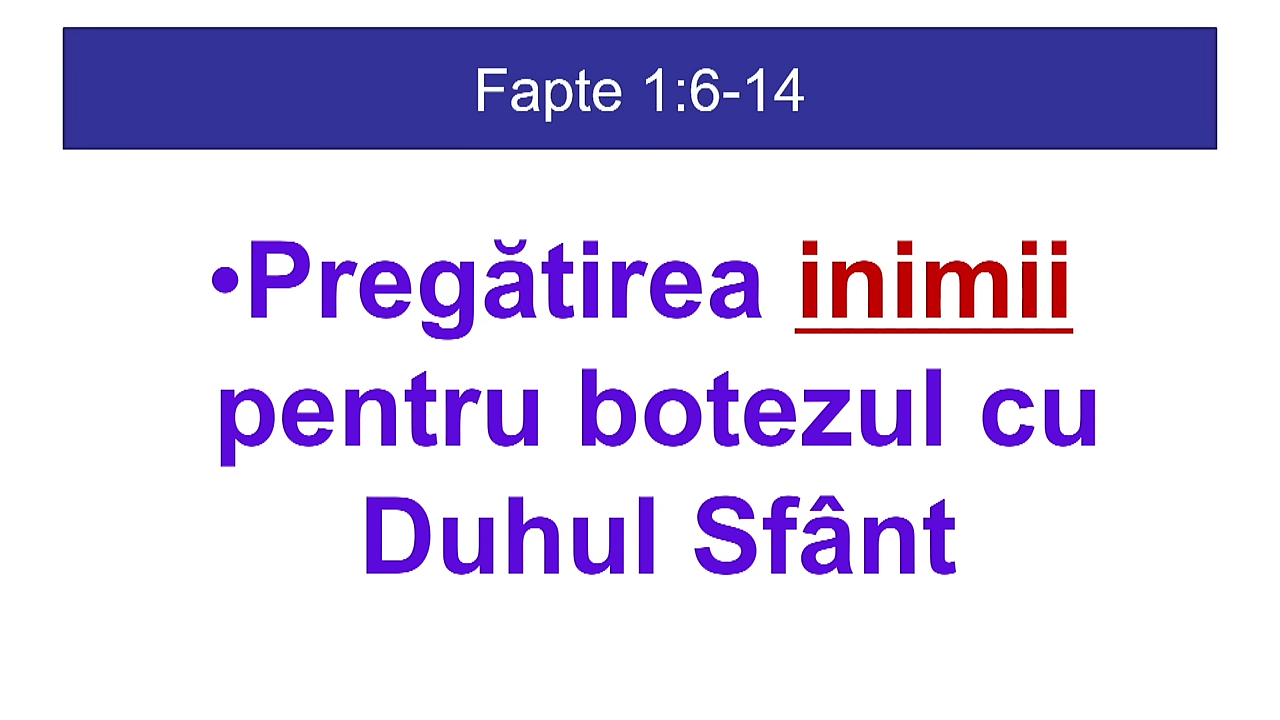 Fapte 1:6-14
•Pregătirea inimii
pentru botezul cu
Duhul Sfânt